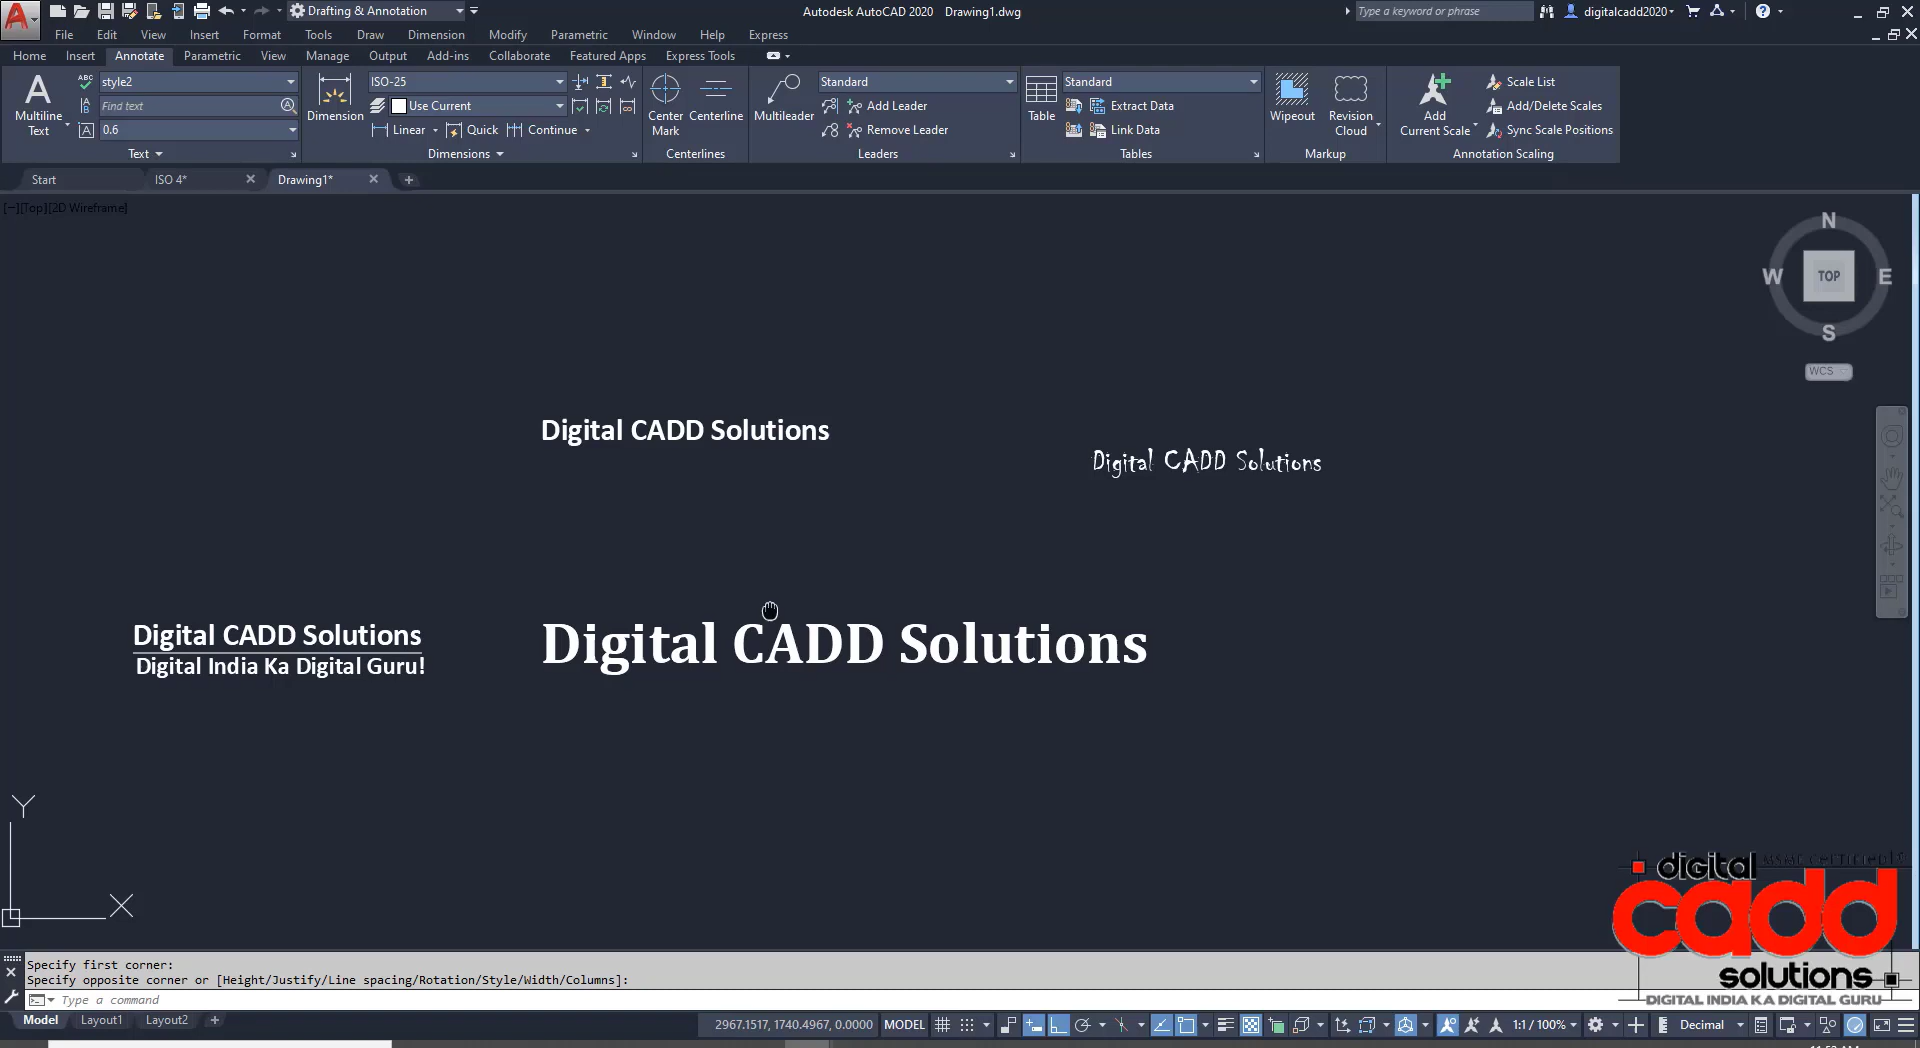 Drafting & Annotation
Autodesk AutoCAD 2020 Drawing1.dwg
Type a keyword or phrase
digitalcadd2020
File Edit View Insert Format Tools Draw Dimension Modify Parametric Window Help Express
Home Insert Annotate Parametric View Manage Output Add-ins Collaborate Featured Apps Express Tools
Multiline Text
ABC
style2
Find text
0.6
Text
Dimension
ISO-25
Use Current
Linear Quick Continue
Dimensions
Center Mark
Centerline
Centerlines
Multileader
Standard
Add Leader
Remove Leader
Leaders
Table
Standard
Extract Data
Link Data
Tables
Wipeout
Revision Cloud
Markup
Add Current Scale
Scale List
Add/Delete Scales
Sync Scale Positions
Annotation Scaling
Start ISO 4* Drawing1*
[−][Top][2D Wireframe]
N
W TOP E
S
WCS
Digital CADD Solutions
Digital CADD Solutions
Digital CADD Solutions
Digital India Ka Digital Guru!
Digital CADD Solutions
Y
X
digital
cadd
solutions
DIGITAL INDIA KA DIGITAL GURU
Specify first corner:
Specify opposite corner or [Height/Justify/Line spacing/Rotation/Style/Width/Columns]:
Type a command
Model Layout1 Layout2
2967.1517, 1740.4967, 0.0000 MODEL 1:1 / 100% Decimal